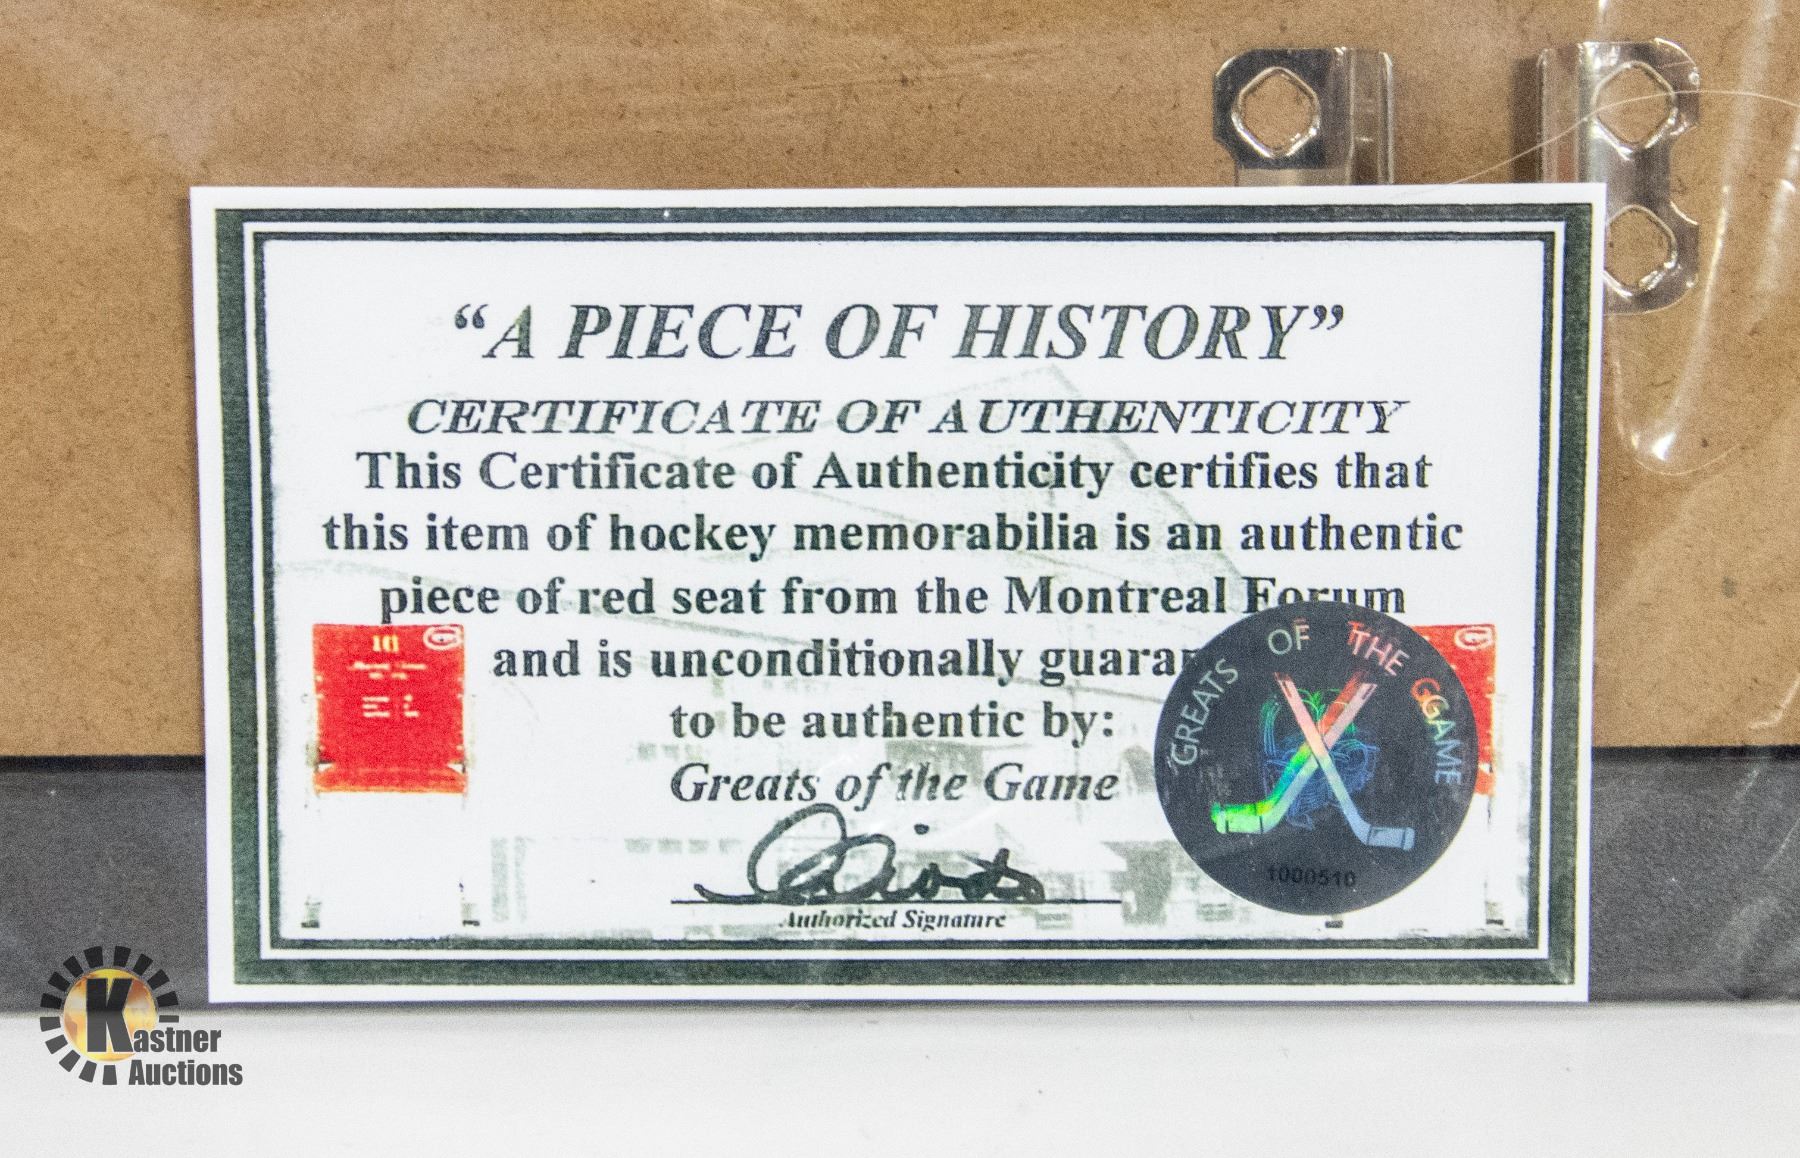 “A PIECE OF HISTORY”
CERTIFICATE OF AUTHENTICITY
This Certificate of Authenticity certifies that
this item of hockey memorabilia is an authentic
piece of red seat from the Montreal Forum
and is unconditionally guarar
to be authentic by:
Greats of the Game
Authorized Signature
10
GREATS OF THE GAME
1000510
Kastner
Auctions